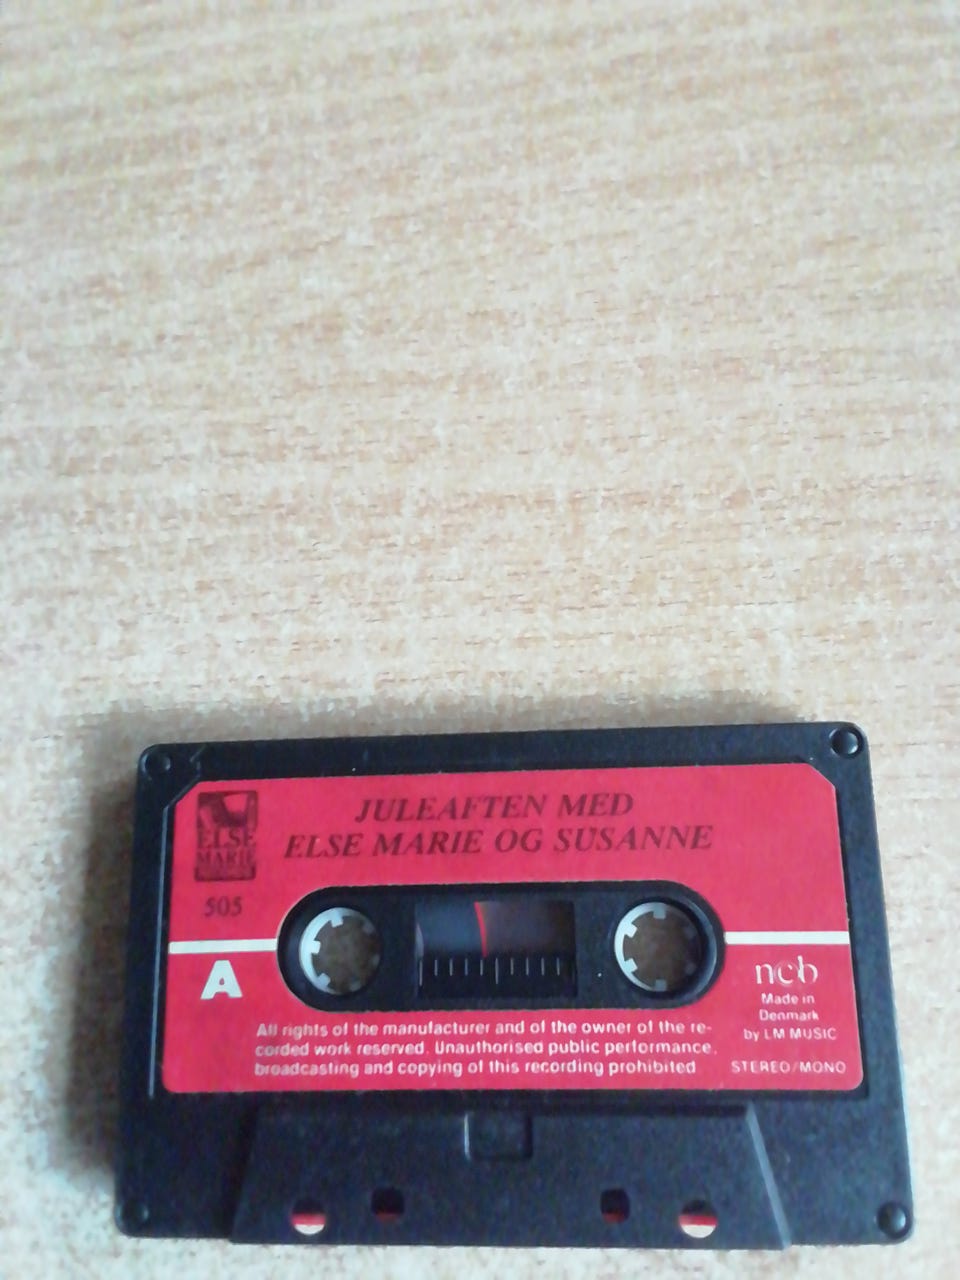 JULEAFTEN MED
ELSE MARIE OG SUSANNE
ELSE
MARIE
505
A
ncb
Made in
Denmark
by LM MUSIC
STEREO/MONO
All rights of the manufacturer and of the owner of the re-
corded work reserved. Unauthorised public performance,
broadcasting and copying of this recording prohibited